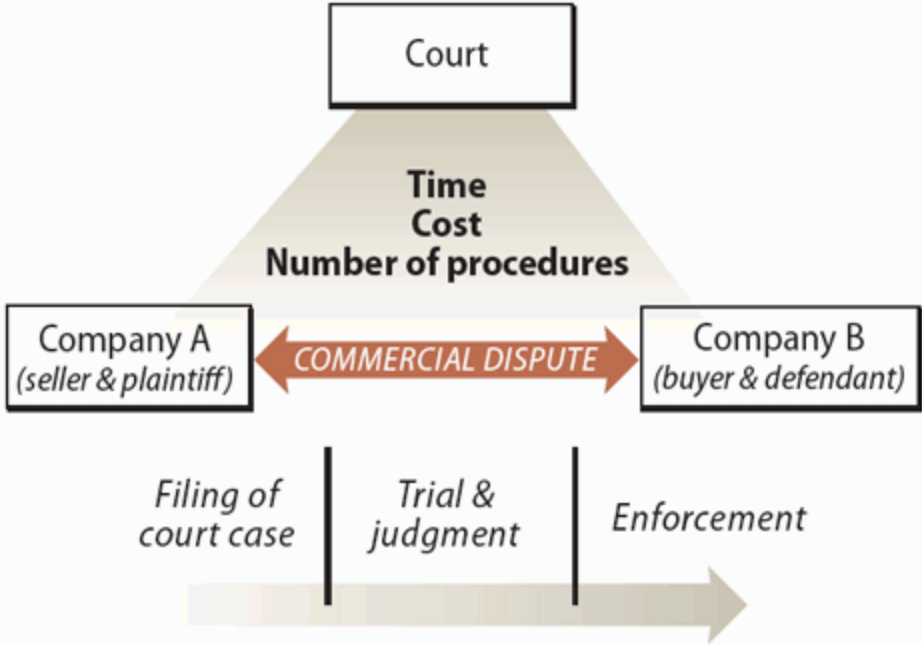 Court
Time
Cost
Number of procedures
Company A
(seller & plaintiff)
COMMERCIAL DISPUTE
Company B
(buyer & defendant)
Filing of
court case
Trial &
judgment
Enforcement